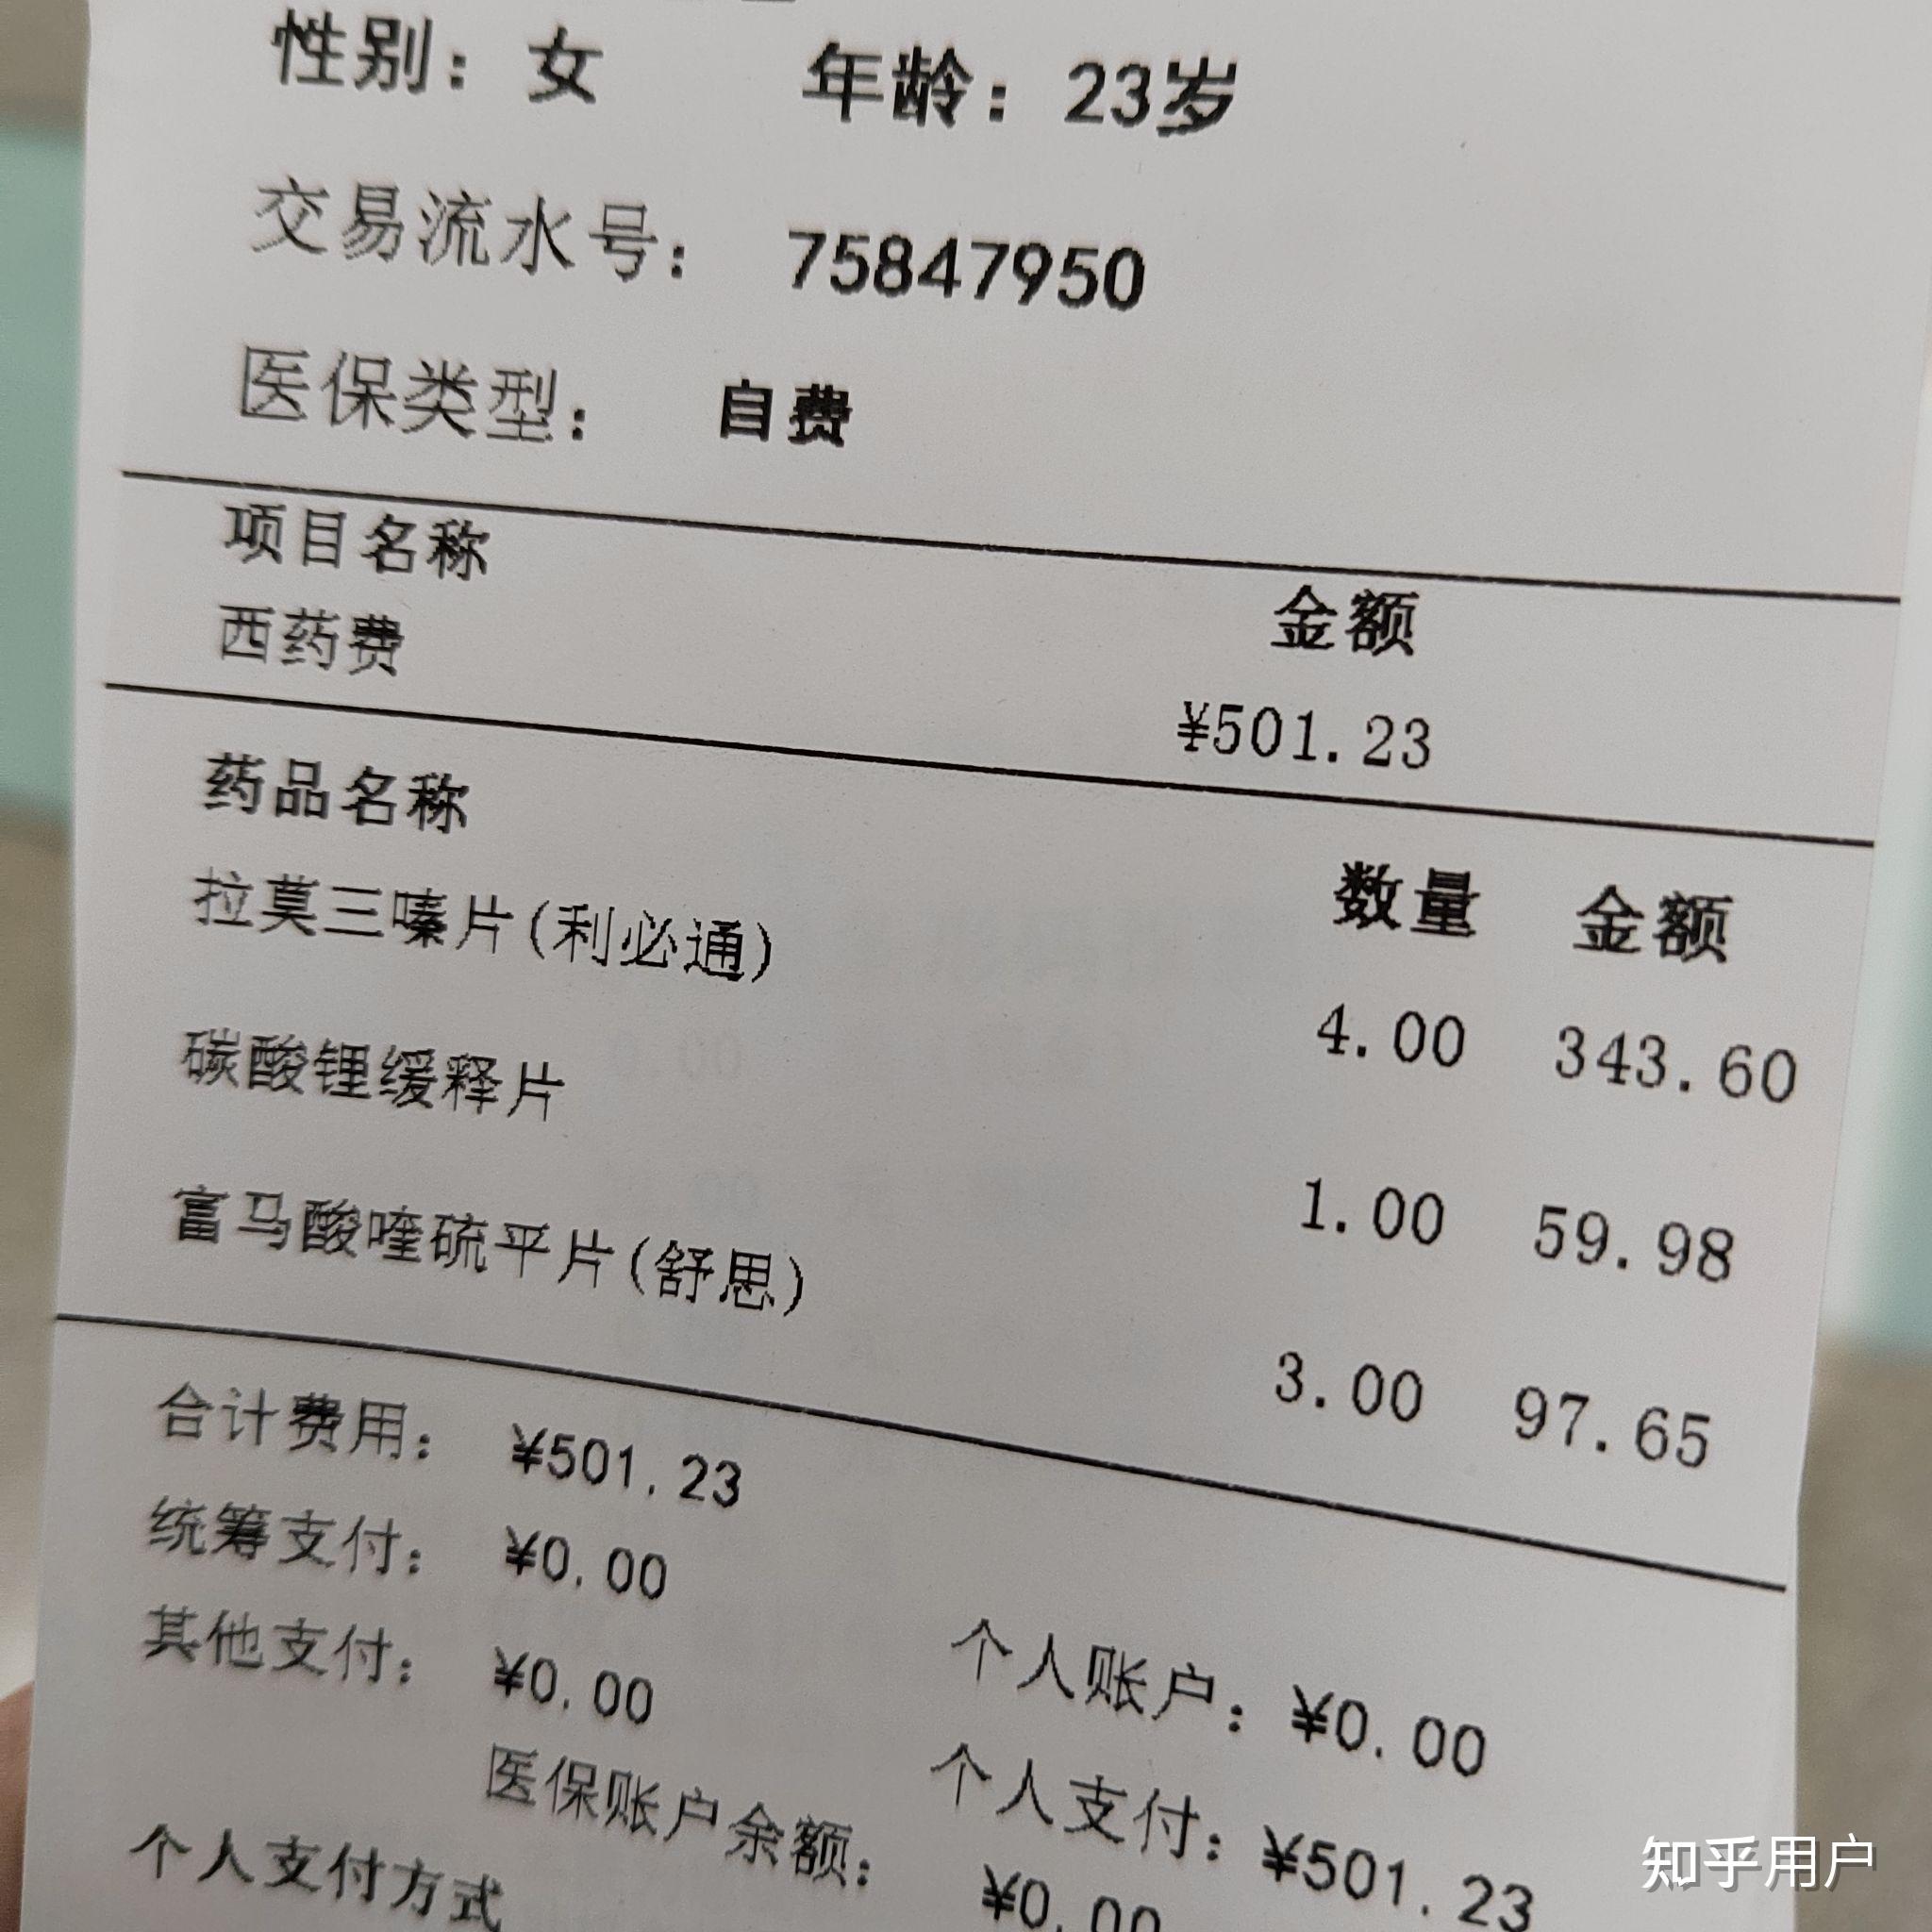 性别：女 年龄：23岁
交易流水号： 75847950
医保类型： 自费
项目名称 金额
西药费 ¥501.23
药品名称 数量 金额
拉莫三嗪片(利必通) 4.00 343.60
碳酸锂缓释片 1.00 59.98
富马酸喹硫平片(舒思) 3.00 97.65
合计费用： ¥501.23
统筹支付： ¥0.00 个人账户：¥0.00
其他支付： ¥0.00 个人支付：¥501.23
医保账户余额： ¥0.00
个人支付方式
知乎用户